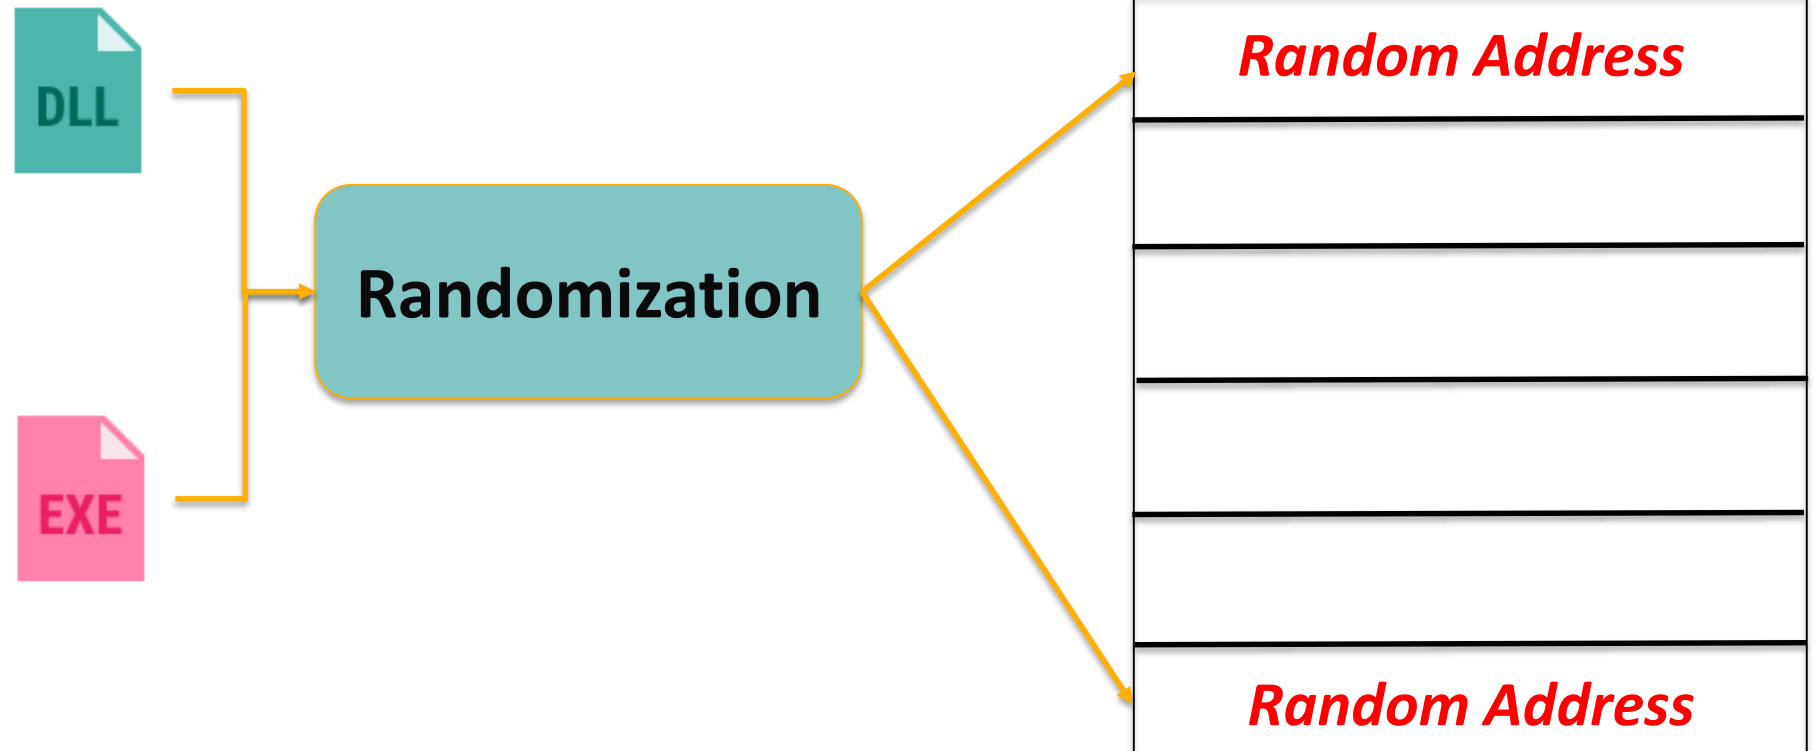 DLL
EXE
Randomization
Random Address
Random Address